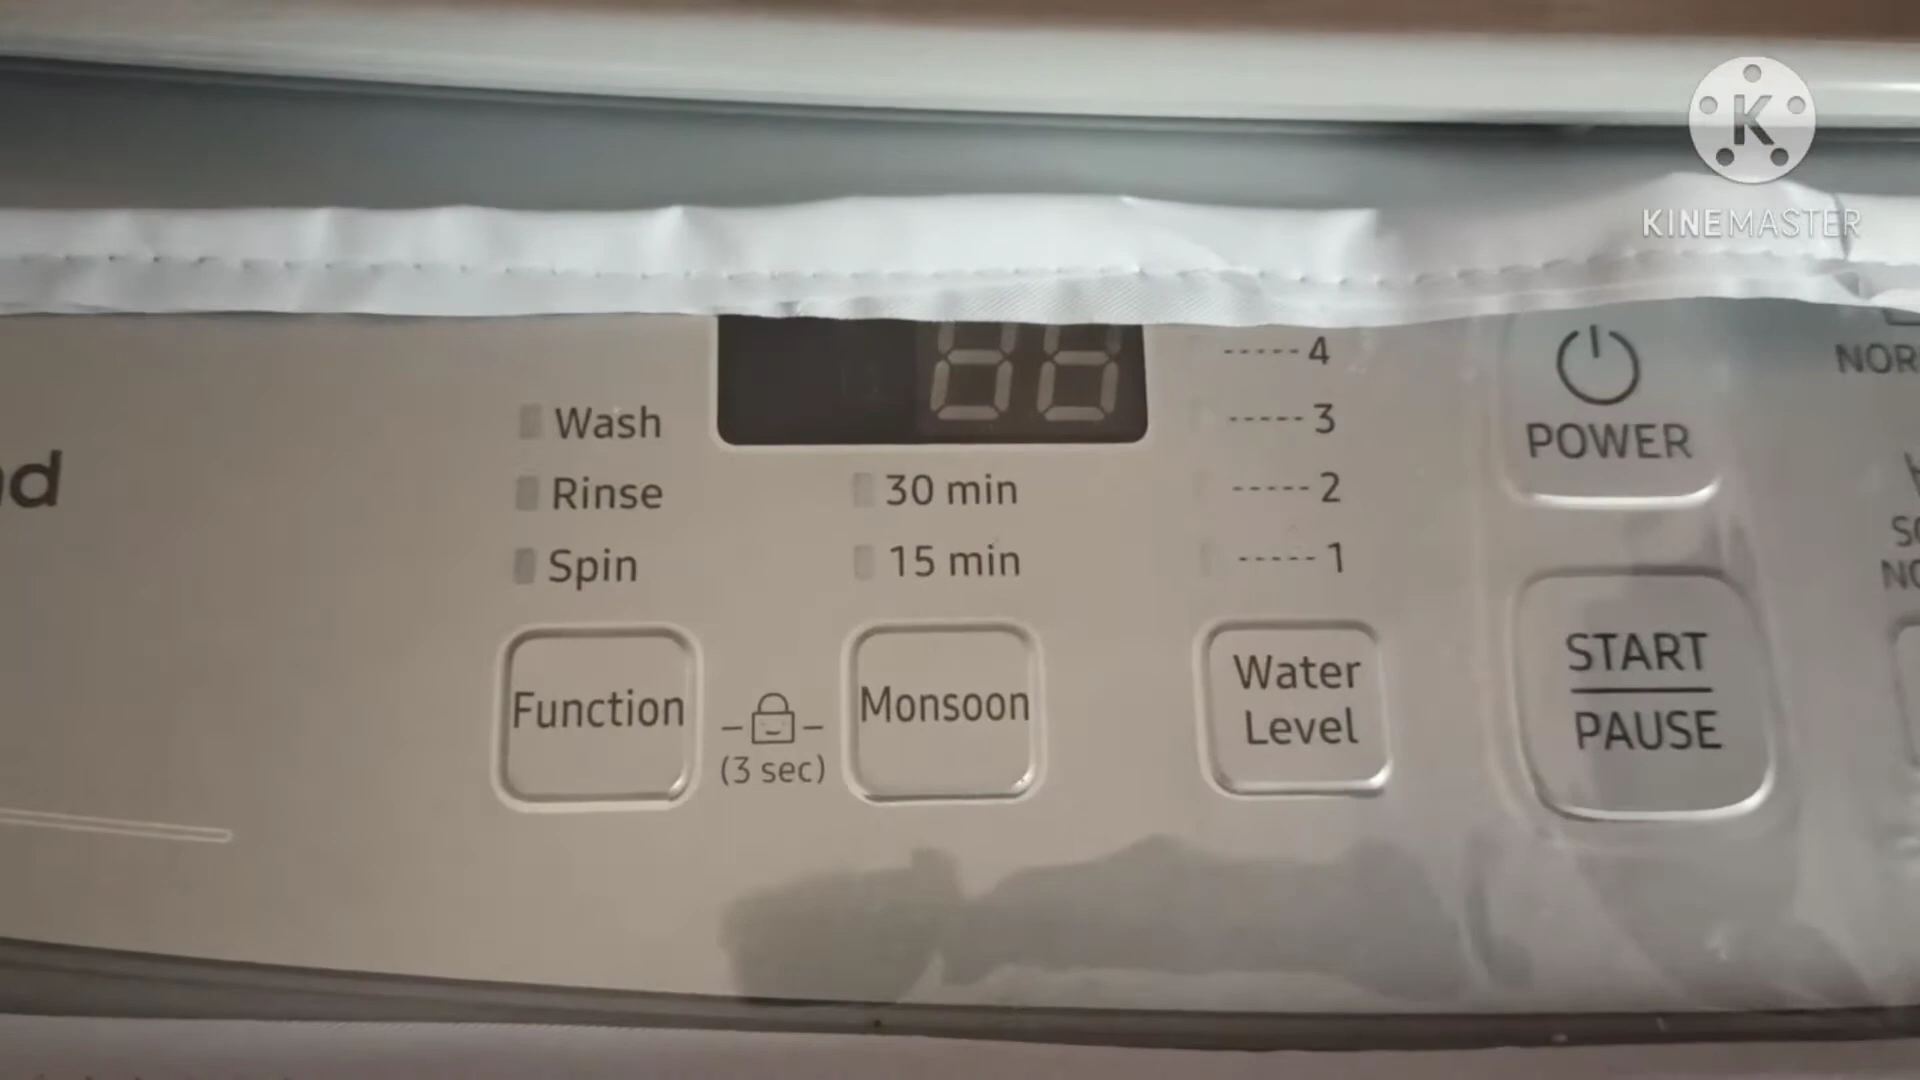 K
KINEMASTER
nd
Wash
Rinse
Spin
Function
(3 sec)
30 min
15 min
Monsoon
-----4
-----3
-----2
-----1
Water
Level
POWER
START
PAUSE
NOR